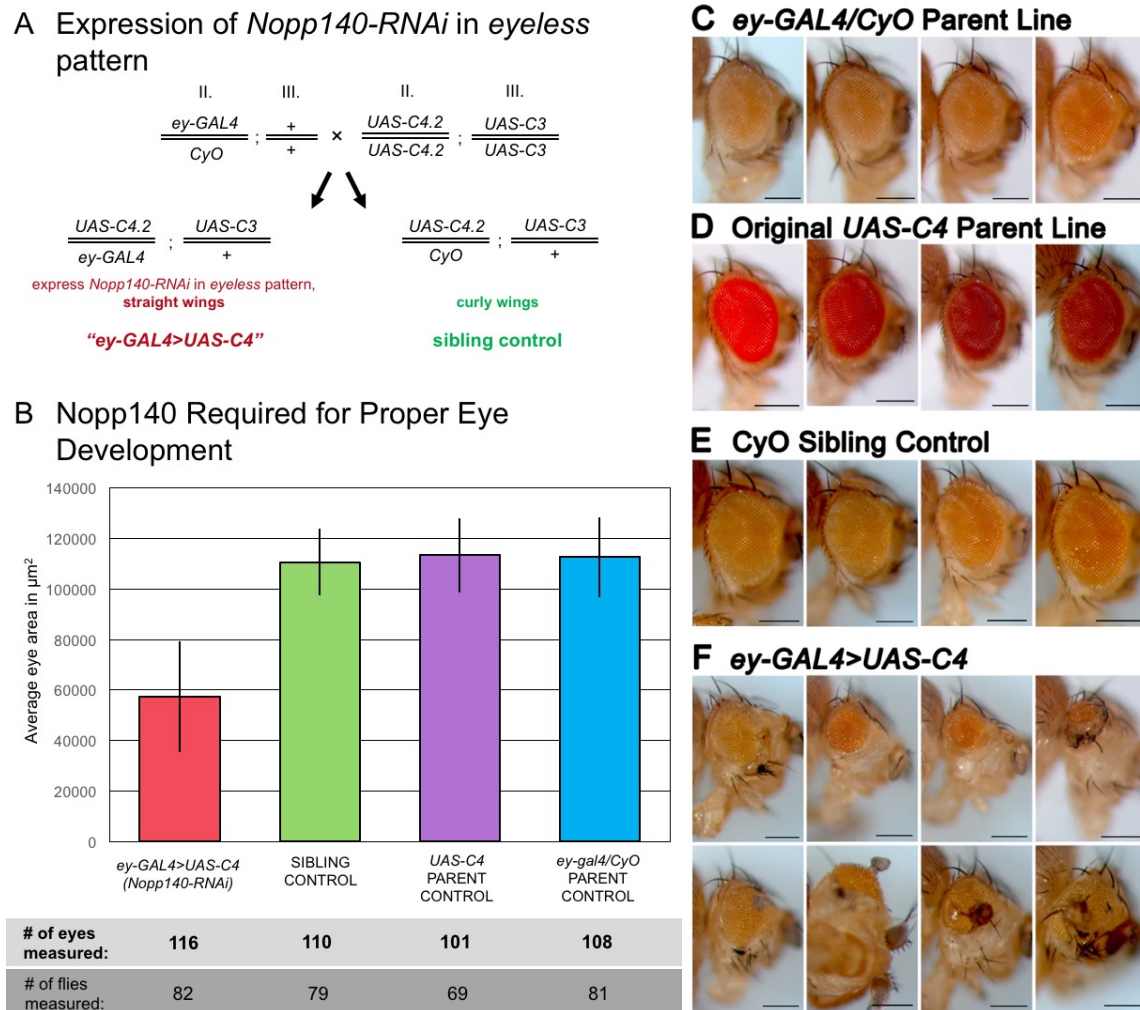 A Expression of Nopp140-RNAi in eyeless
pattern
II. III. II. III.
ey-GAL4 + UAS-C4.2 UAS-C3
; × ;
CyO + UAS-C4.2 UAS-C3
UAS-C4.2 UAS-C3
;
ey-GAL4 +
express Nopp140-RNAi in eyeless pattern,
straight wings
"ey-GAL4>UAS-C4"
UAS-C4.2 UAS-C3
;
CyO +
curly wings
sibling control
B Nopp140 Required for Proper Eye
Development
Average eye area in µm²
140000
120000
100000
80000
60000
40000
20000
0
ey-GAL4>UAS-C4
(Nopp140-RNAi)
SIBLING
CONTROL
UAS-C4
PARENT
CONTROL
ey-gal4/CyO
PARENT
CONTROL
# of eyes
measured: 116 110 101 108
# of flies
measured: 82 79 69 81
C ey-GAL4/CyO Parent Line
D Original UAS-C4 Parent Line
E CyO Sibling Control
F ey-GAL4>UAS-C4